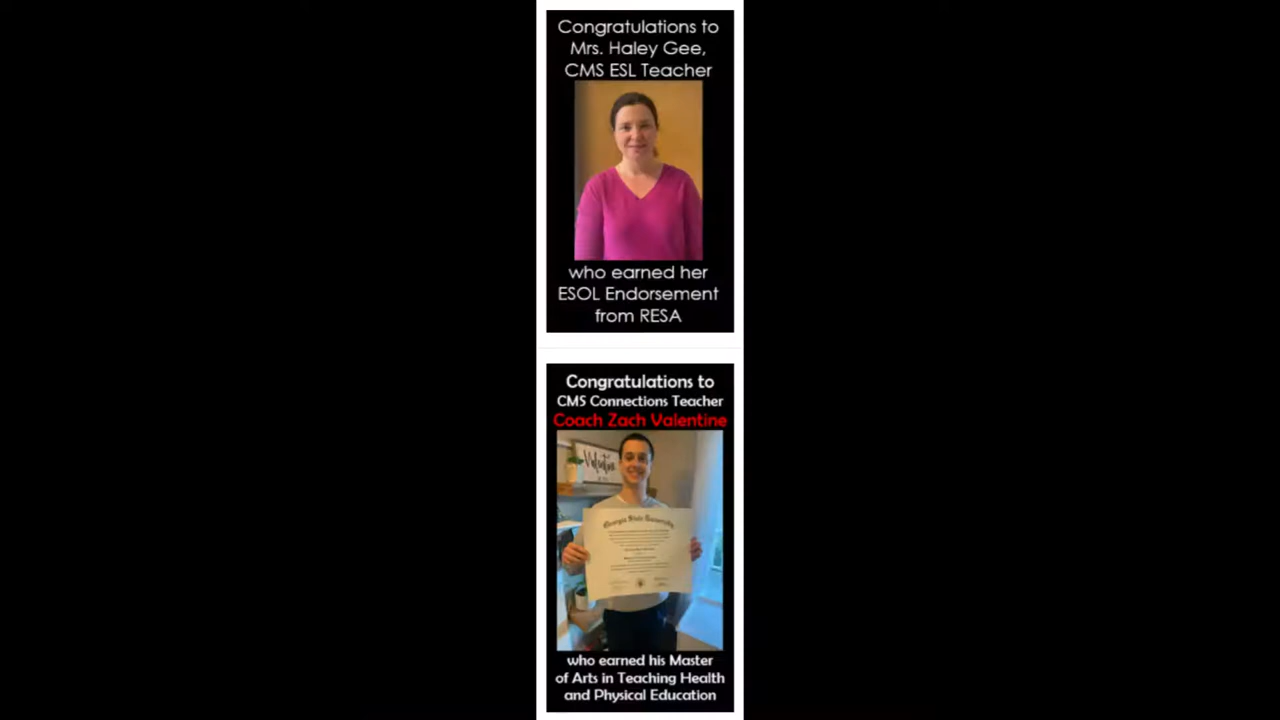 Congratulations to
Mrs. Haley Gee,
CMS ESL Teacher
who earned her
ESOL Endorsement
from RESA
Congratulations to
CMS Connections Teacher
Coach Zach Valentine
Valentine
Georgia State University
who earned his Master
of Arts in Teaching Health
and Physical Education